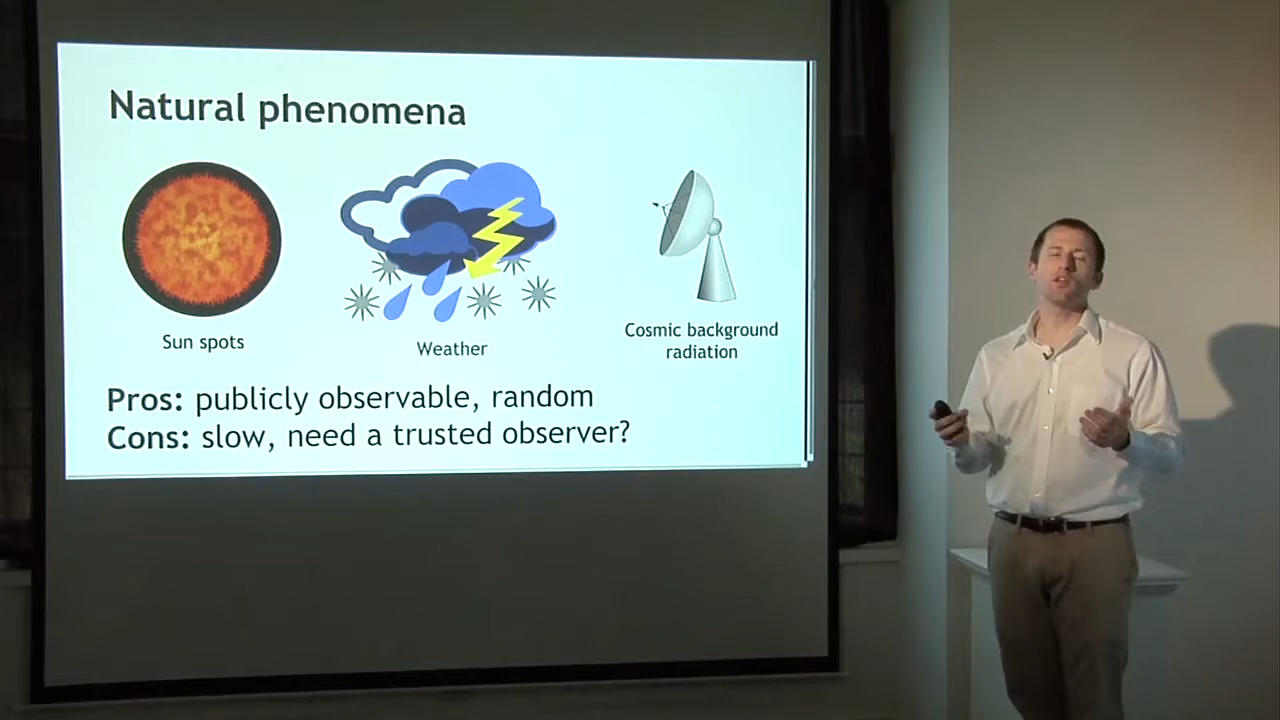 Natural phenomena
Sun spots
Weather
Cosmic background
radiation
Pros: publicly observable, random
Cons: slow, need a trusted observer?